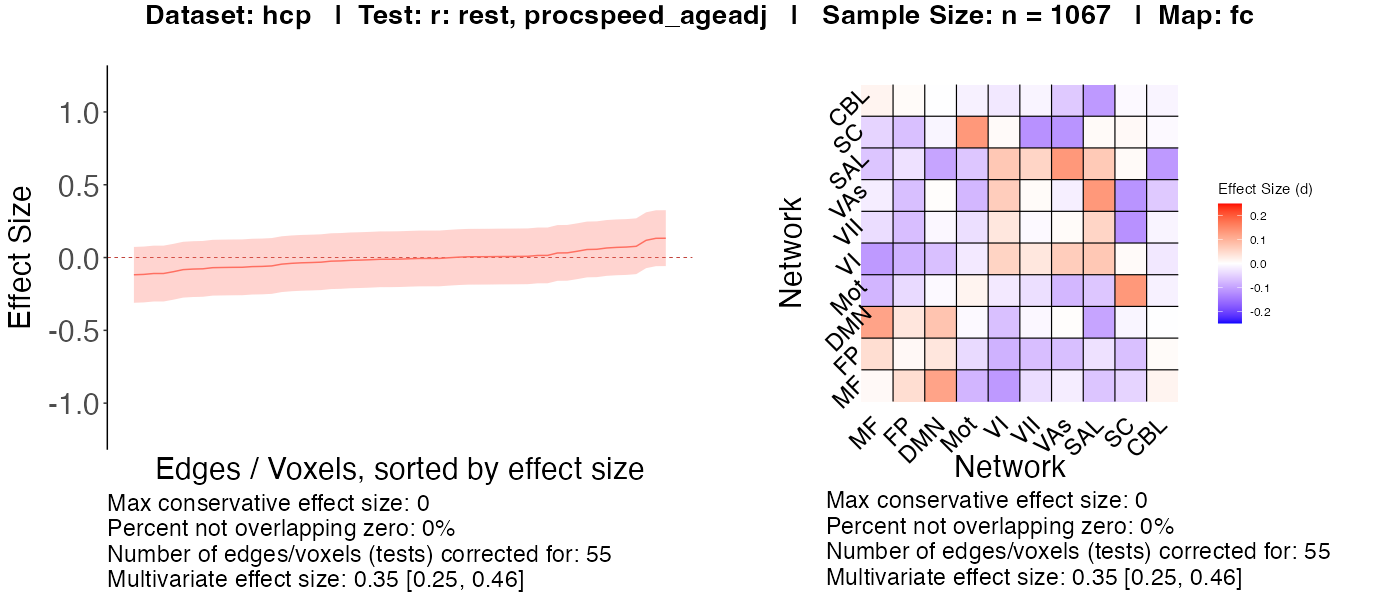 Dataset: hcp | Test: r: rest, procspeed_ageadj | Sample Size: n = 1067 | Map: fc
Effect Size
1.0
0.5
0.0
-0.5
-1.0
Edges / Voxels, sorted by effect size
Max conservative effect size: 0
Percent not overlapping zero: 0%
Number of edges/voxels (tests) corrected for: 55
Multivariate effect size: 0.35 [0.25, 0.46]
Network
CBL
SC
SAL
VAs
VII
VI
Mot
DMN
FP
MF
MF
FP
DMN
Mot
VI
VII
VAs
SAL
SC
CBL
Network
Effect Size (d)
0.2
0.1
0.0
-0.1
-0.2
Max conservative effect size: 0
Percent not overlapping zero: 0%
Number of edges/voxels (tests) corrected for: 55
Multivariate effect size: 0.35 [0.25, 0.46]